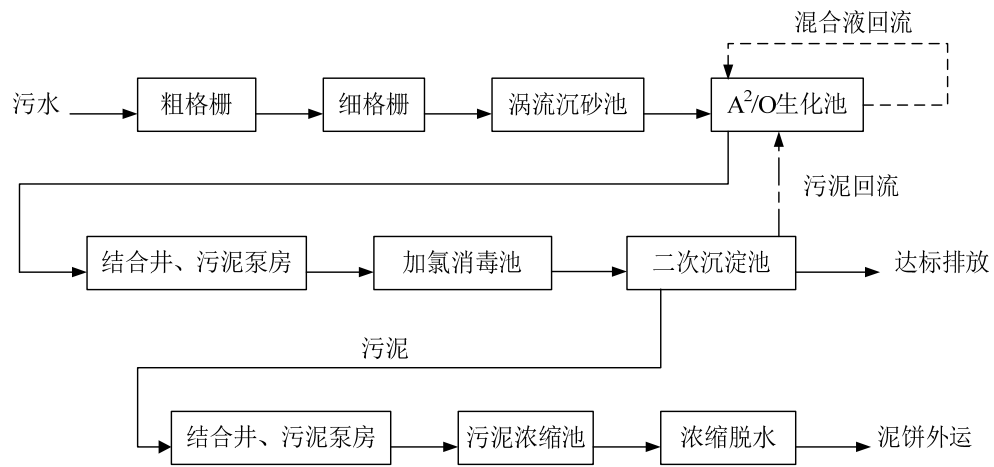 混合液回流
污水
粗格栅
细格栅
涡流沉砂池
A²/O生化池
污泥回流
结合井、污泥泵房
加氯消毒池
二次沉淀池
达标排放
污泥
结合井、污泥泵房
污泥浓缩池
浓缩脱水
泥饼外运